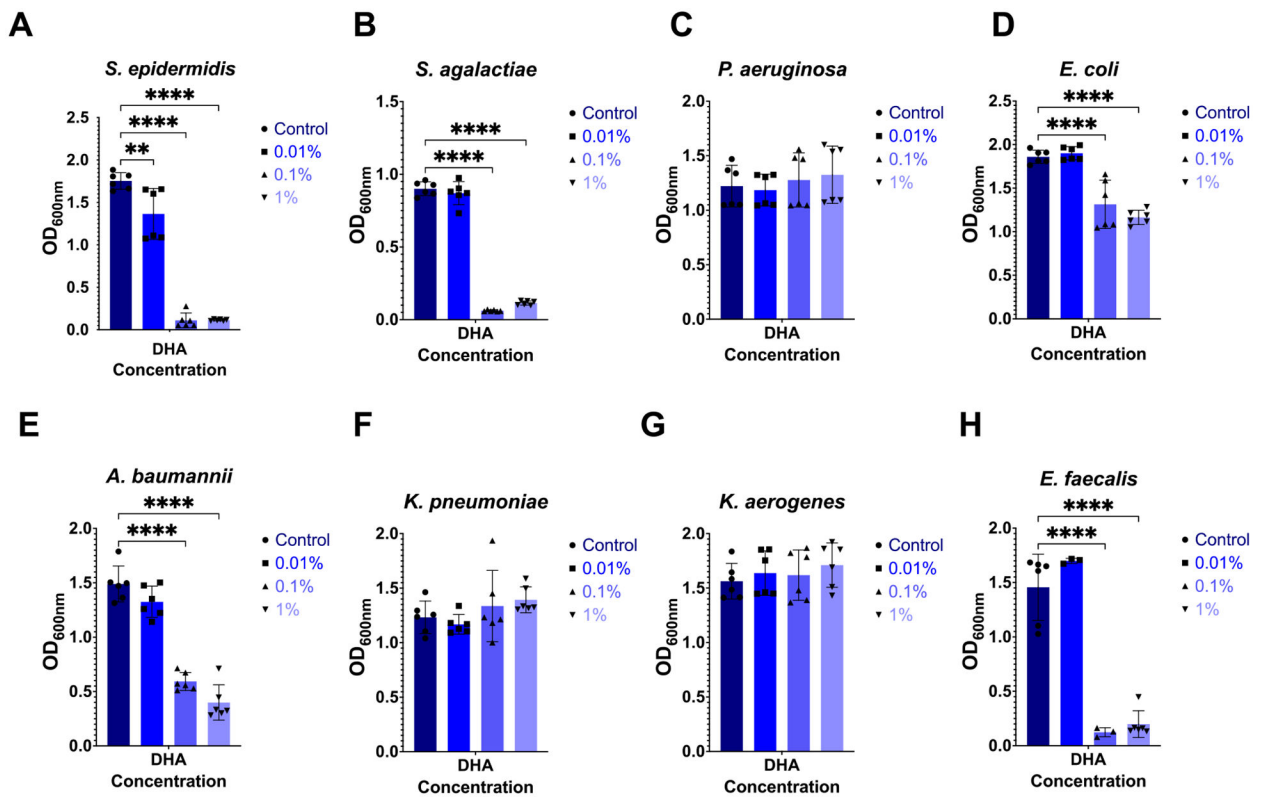 A
S. epidermidis
****
****
**
2.5
2.0
1.5
1.0
0.5
0.0
OD600nm
DHA
Concentration
Control
0.01%
0.1%
1%
B
S. agalactiae
****
****
1.5
1.0
0.5
0.0
OD600nm
DHA
Concentration
Control
0.01%
0.1%
1%
C
P. aeruginosa
2.0
1.5
1.0
0.5
0.0
OD600nm
DHA
Concentration
Control
0.01%
0.1%
1%
D
E. coli
****
****
2.5
2.0
1.5
1.0
0.5
0.0
OD600nm
DHA
Concentration
Control
0.01%
0.1%
1%
E
A. baumannii
****
****
2.0
1.5
1.0
0.5
0.0
OD600nm
DHA
Concentration
Control
0.01%
0.1%
1%
F
K. pneumoniae
2.0
1.5
1.0
0.5
0.0
OD600nm
DHA
Concentration
Control
0.01%
0.1%
1%
G
K. aerogenes
2.0
1.5
1.0
0.5
0.0
OD600nm
DHA
Concentration
Control
0.01%
0.1%
1%
H
E. faecalis
****
****
2.0
1.5
1.0
0.5
0.0
OD600nm
DHA
Concentration
Control
0.01%
0.1%
1%